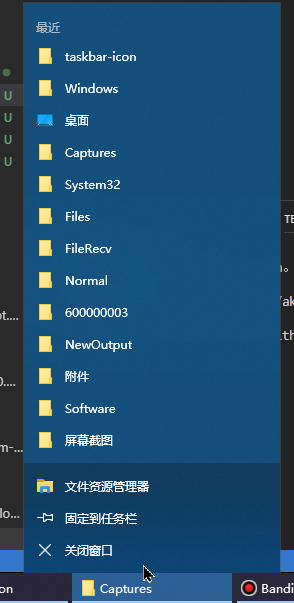 最近
taskbar-icon
Windows
桌面
Captures
System32
Files
FileRecv
Normal
600000003
NewOutput
附件
Software
屏幕截图
文件资源管理器
固定到任务栏
关闭窗口
U
U
U
U
TE
ot....
0....
m-...
lo...
on
Captures
Bandi